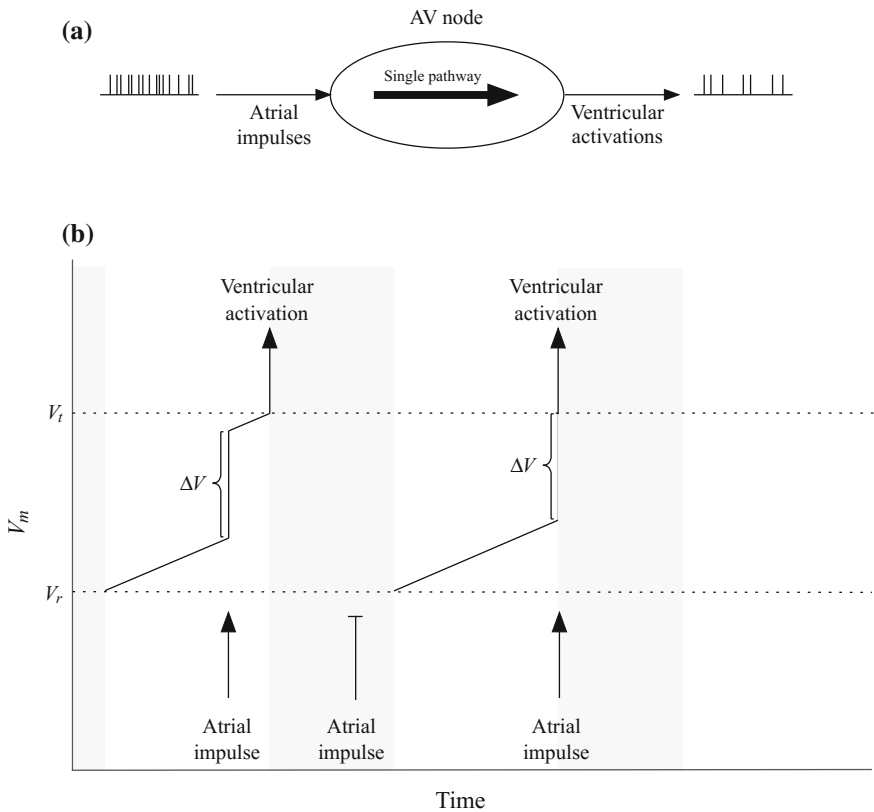 (a)
AV node
Single pathway
Atrial
impulses
Ventricular
activations
(b)
Ventricular
activation
Ventricular
activation
V_t
ΔV
ΔV
V_m
V_r
Atrial
impulse
Atrial
impulse
Atrial
impulse
Time